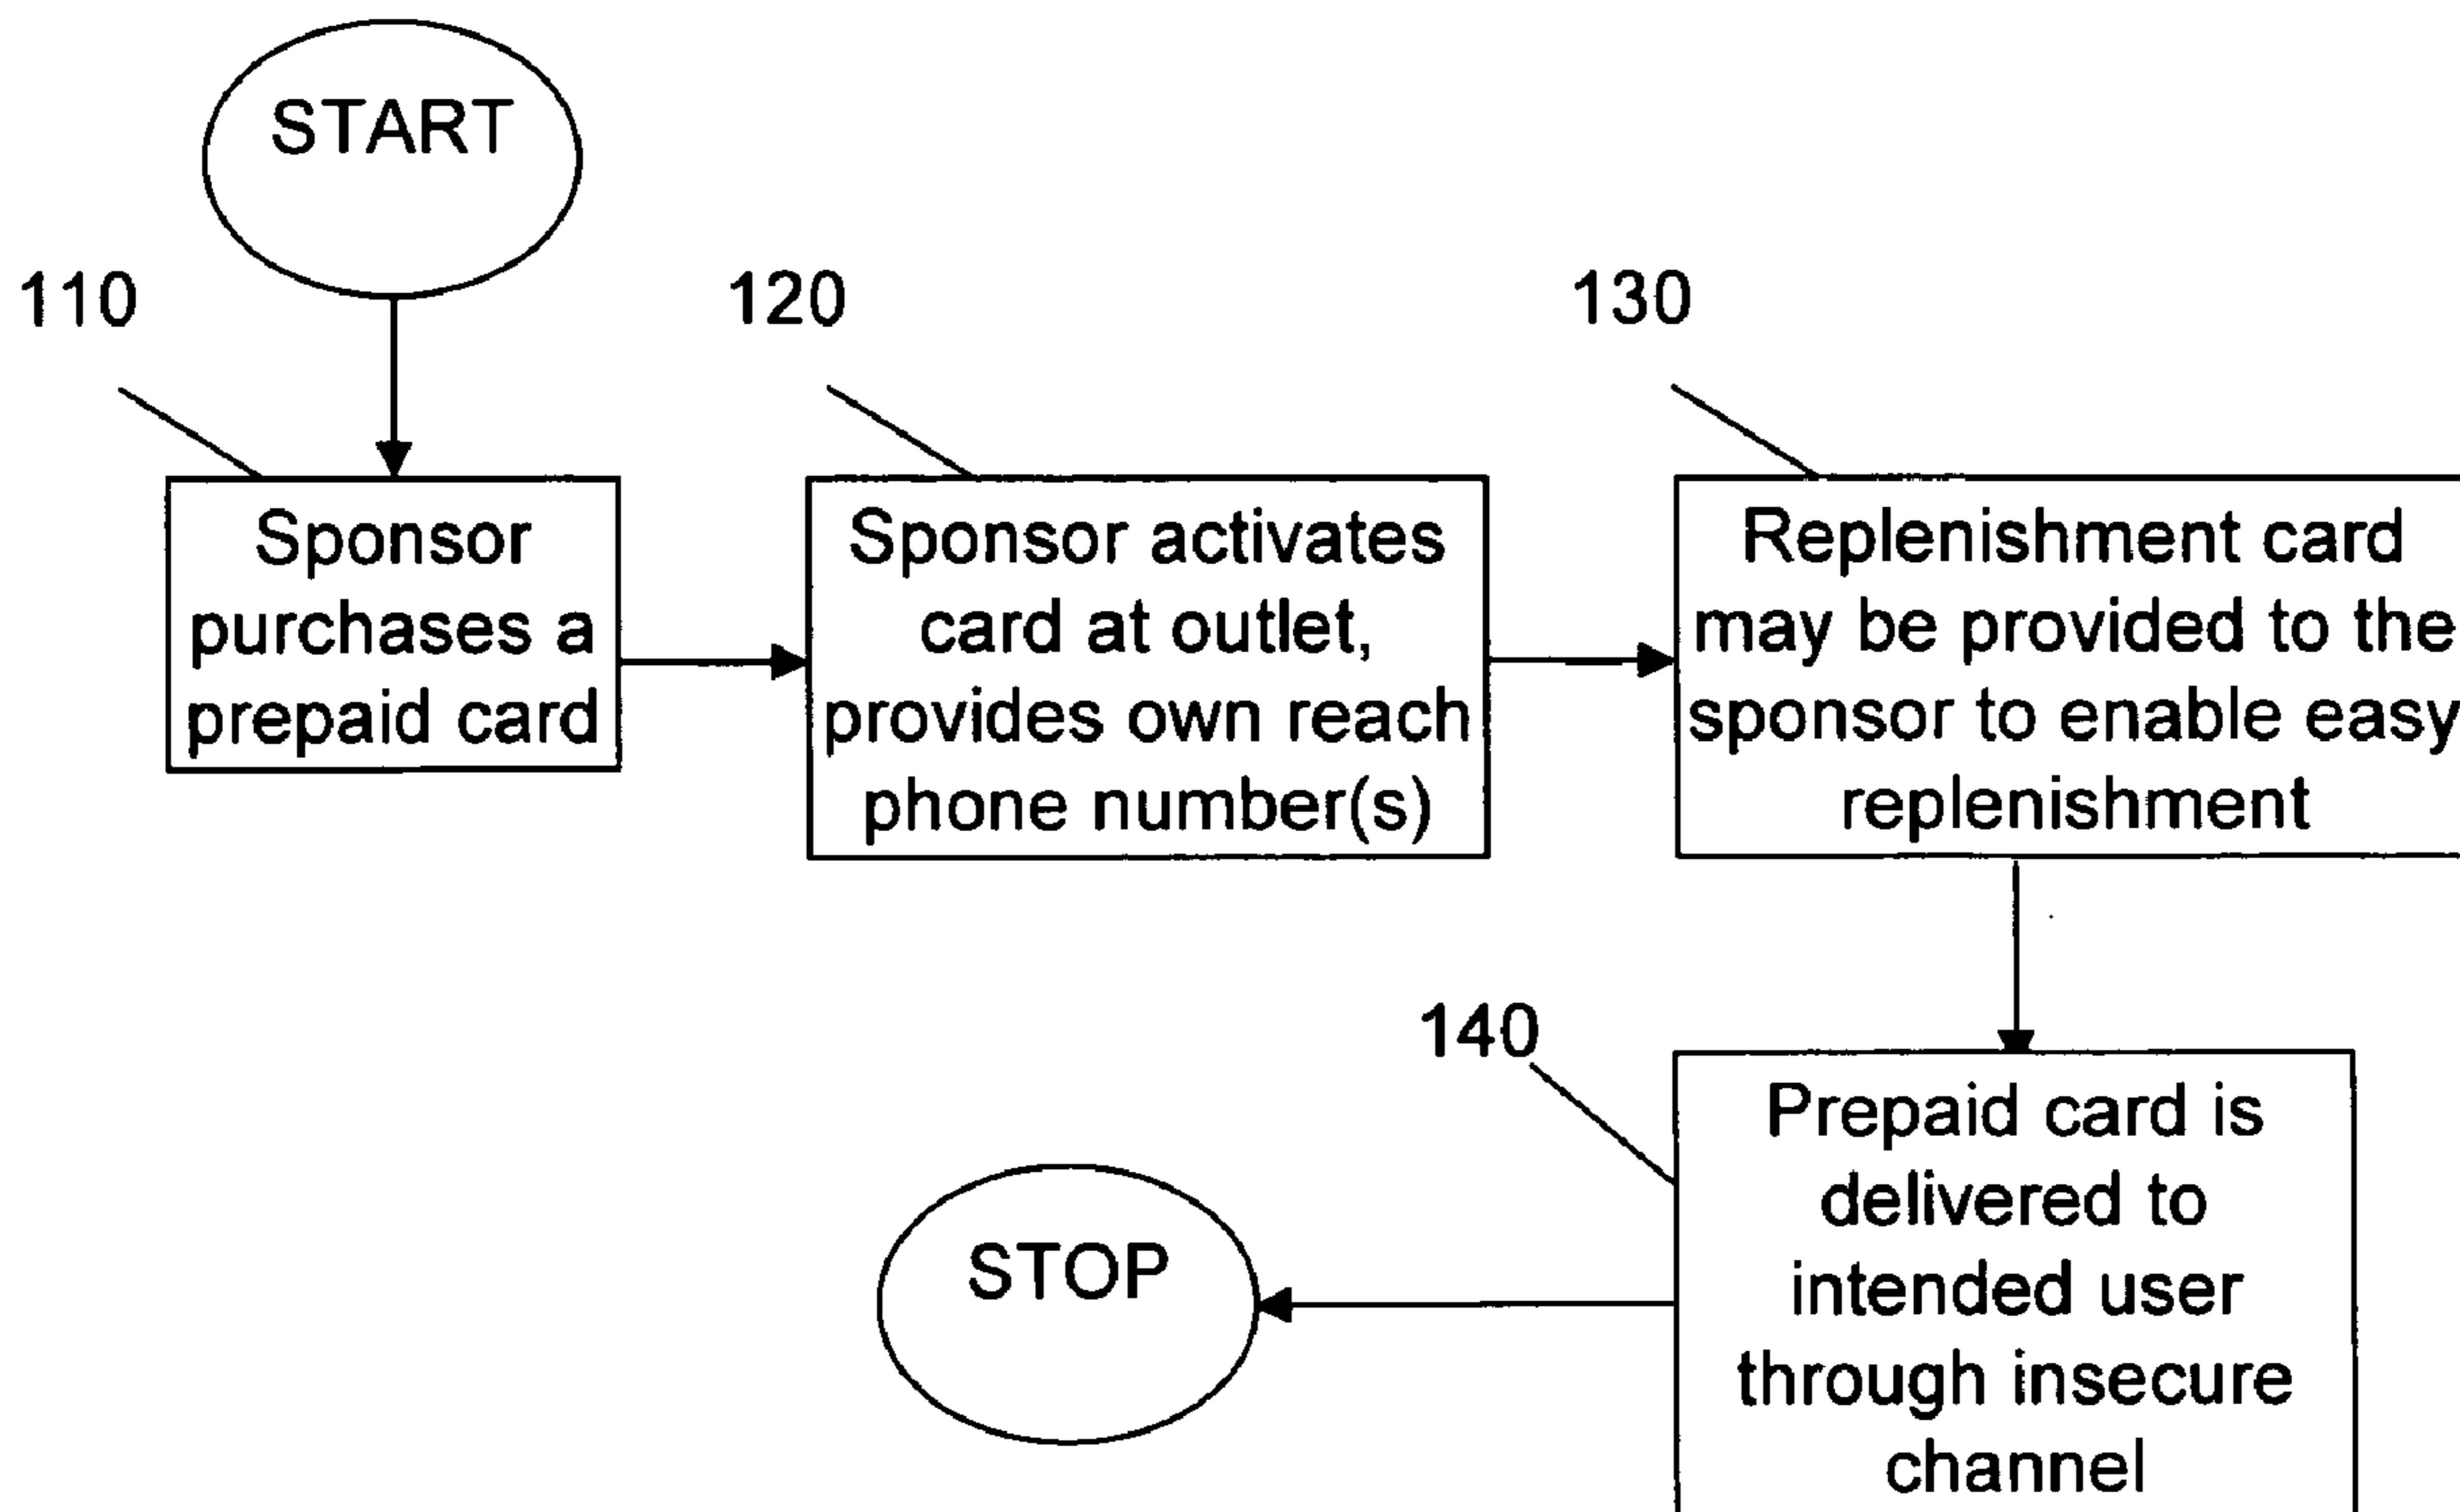 START
110
120
130
Sponsor
purchases a
prepaid card
Sponsor activates
card at outlet,
provides own reach
phone number(s)
Replenishment card
may be provided to the
sponsor to enable easy
replenishment
140
Prepaid card is
delivered to
intended user
through insecure
channel
STOP